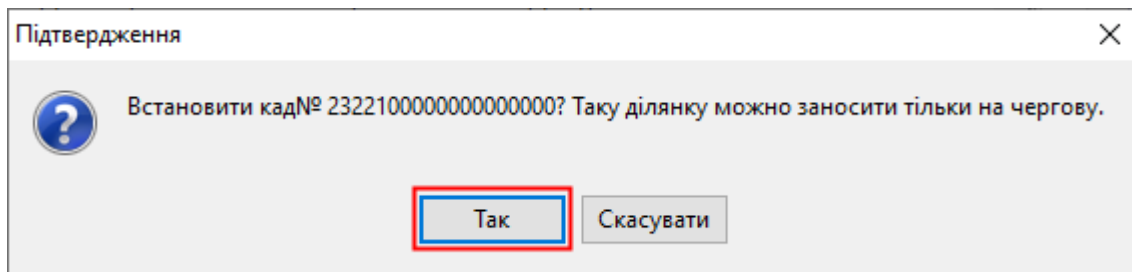 Підтвердження
Встановити кад№ 2322100000000000000? Таку ділянку можно заносити тільки на чергову.
Так
Скасувати